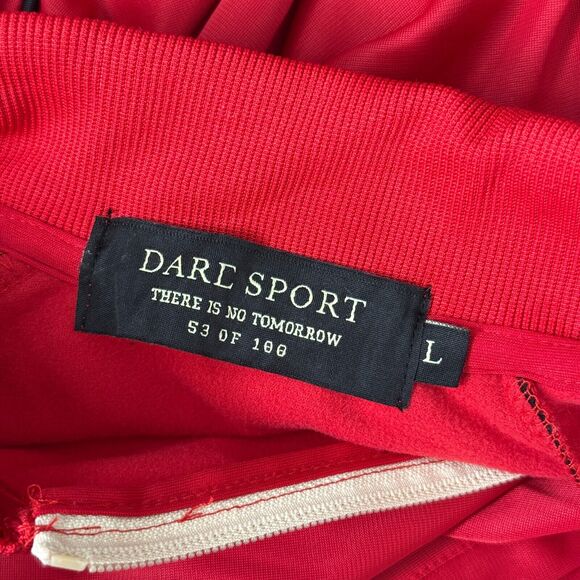 DARE SPORT
THERE IS NO TOMORROW
53 OF 100
L